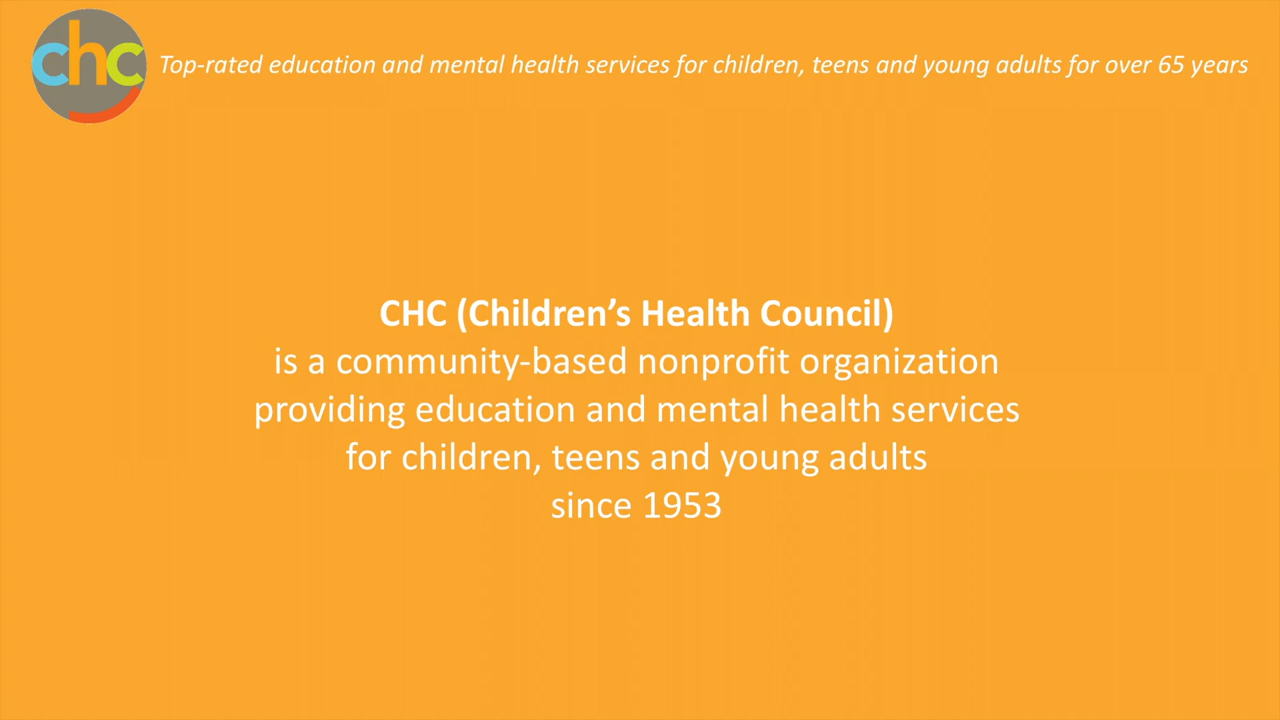 chc
Top-rated education and mental health services for children, teens and young adults for over 65 years
CHC (Children’s Health Council)
is a community-based nonprofit organization
providing education and mental health services
for children, teens and young adults
since 1953